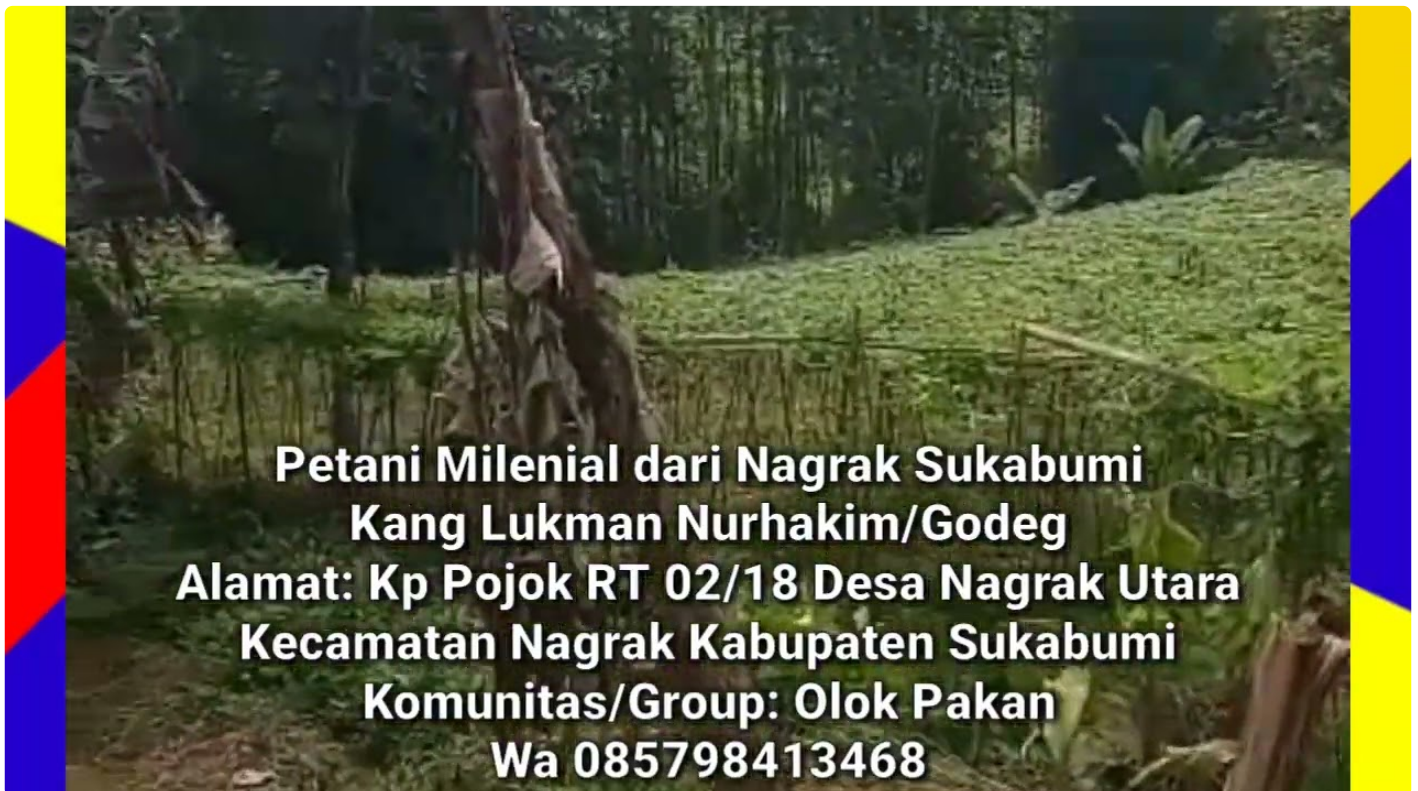 Petani Milenial dari Nagrak Sukabumi
Kang Lukman Nurhakim/Godeg
Alamat: Kp Pojok RT 02/18 Desa Nagrak Utara
Kecamatan Nagrak Kabupaten Sukabumi
Komunitas/Group: Olok Pakan
Wa 085798413468